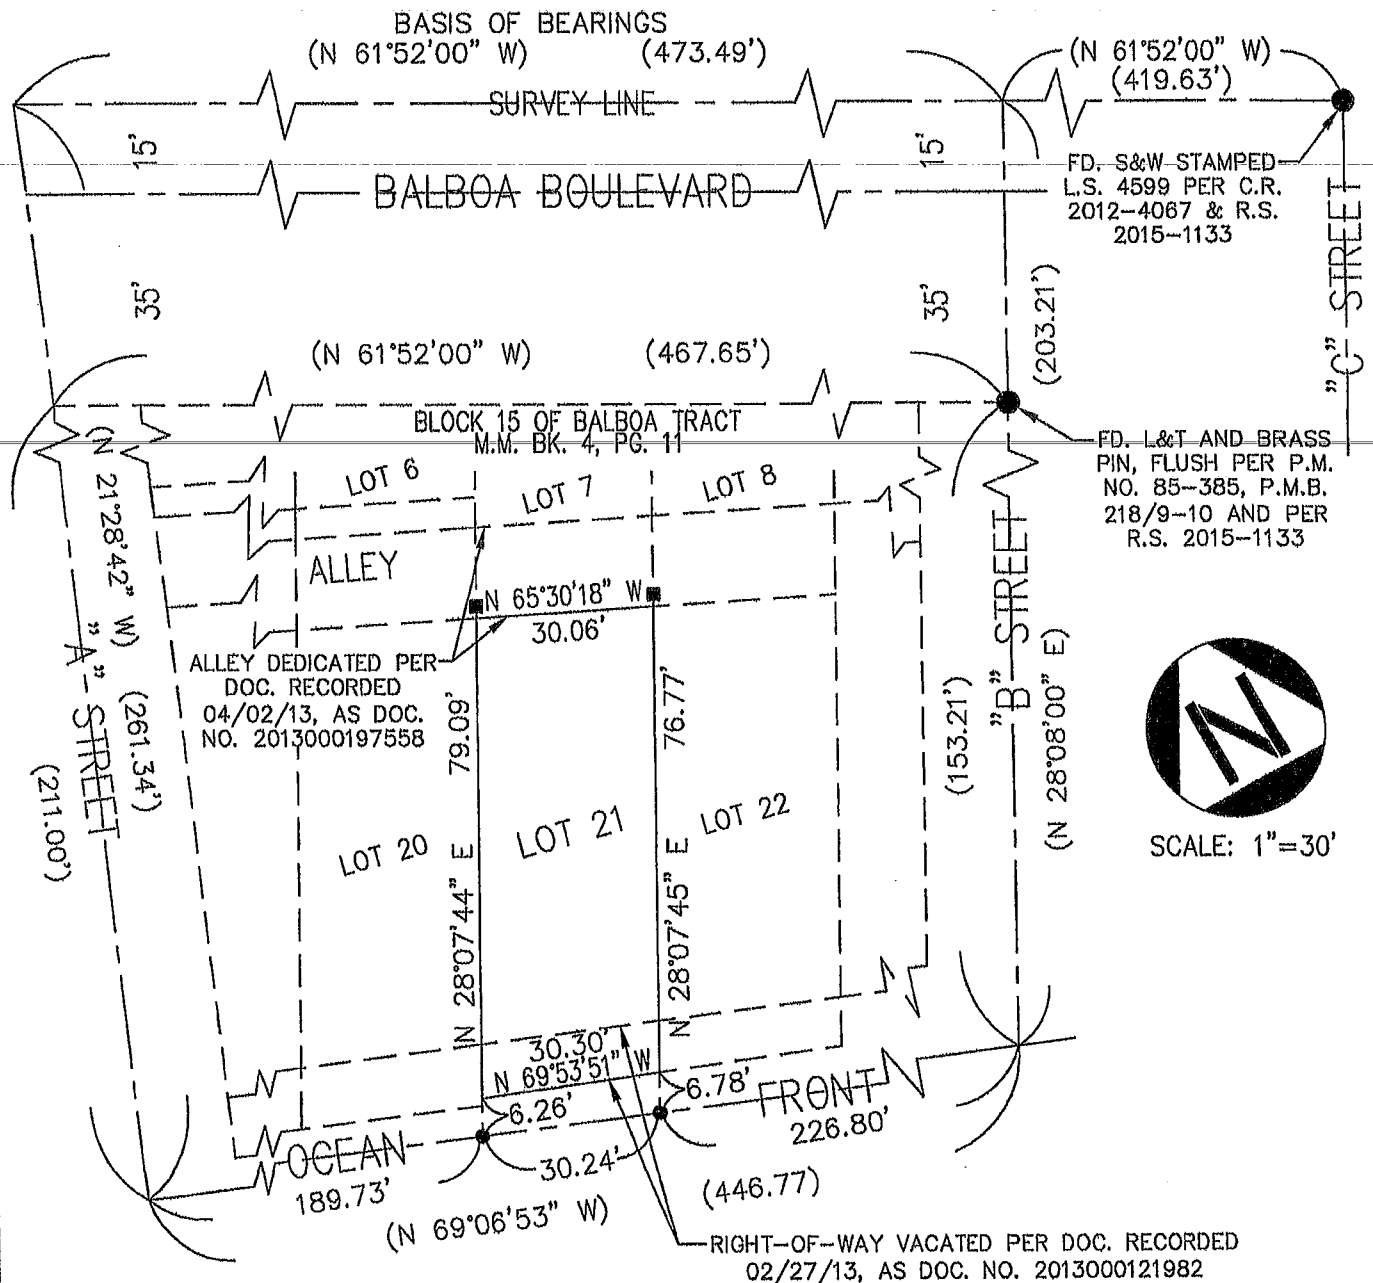 BASIS OF BEARINGS
(N 61°52'00" W) (473.49')
(N 61°52'00" W)
(419.63')
SURVEY LINE
15'
15'
BALBOA BOULEVARD
FD. S&W STAMPED
L.S. 4599 PER C.R.
2012-4067 & R.S.
2015-1133
"C" STREET
35'
35'
(203.21')
(N 61°52'00" W) (467.65')
BLOCK 15 OF BALBOA TRACT
M.M. BK. 4, PG. 11
FD. L&T AND BRASS
PIN, FLUSH PER P.M.
NO. 85-385, P.M.B.
218/9-10 AND PER
R.S. 2015-1133
LOT 6
LOT 7
LOT 8
(N 21°28'42" W)
(261.34')
"A" STREET
(211.00')
ALLEY
N 65°30'18" W
30.06'
ALLEY DEDICATED PER
DOC. RECORDED
04/02/13, AS DOC.
NO. 2013000197558
79.09'
76.77'
"B" STREET
(153.21')
(N 28°08'00" E)
N
SCALE: 1"=30'
LOT 20
LOT 21
LOT 22
N 28°07'44" E
N 28°07'45" E
30.30'
N 69°53'51" W
6.26'
6.78'
OCEAN FRONT
189.73'
30.24'
226.80'
(N 69°06'53" W)
(446.77)
RIGHT-OF-WAY VACATED PER DOC. RECORDED
02/27/13, AS DOC. NO. 2013000121982